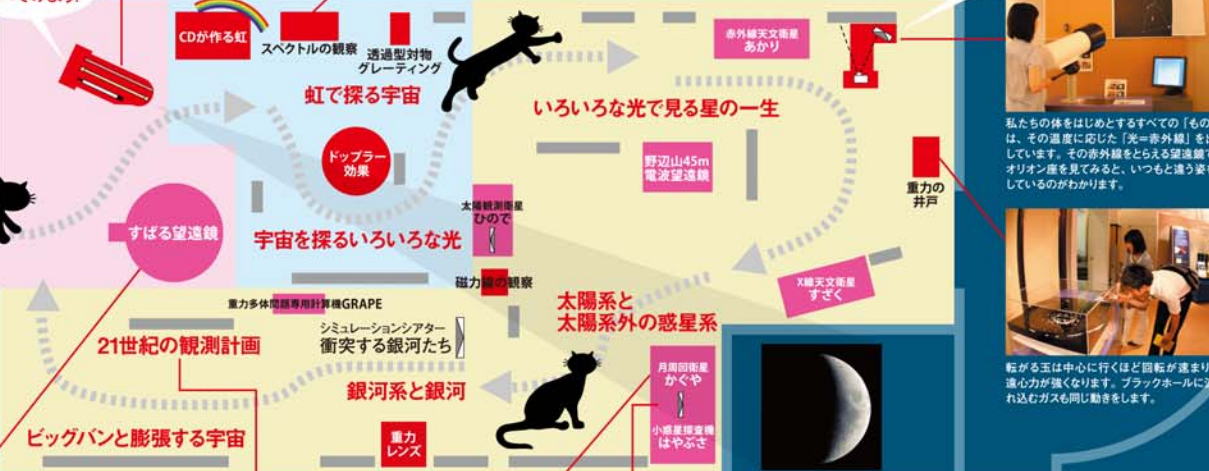 CDが作る虹
スペクトルの観察
透過型対物
グレーティング
虹で探る宇宙
ドップラー
効果
すばる望遠鏡
宇宙を探るいろいろな光
太陽観測衛星
ひので
磁力線の観察
赤外線天文衛星
あかり
いろいろな光で見る星の一生
野辺山45m
電波望遠鏡
重力の
井戸
X線天文衛星
すざく
太陽系と
太陽系外の惑星系
重力多体問題専用計算機GRAPE
シミュレーションシアター
衝突する銀河たち
21世紀の観測計画
銀河系と銀河
ビッグバンと膨張する宇宙
重力
レンズ
月周回衛星
かぐや
小惑星探査機
はやぶさ
私たちの体をはじめとするすべての「もの
は、その温度に応じた「光=赤外線」を
しています。その赤外線をとらえる望遠鏡で
オリオン座を見てみると、いつもと違う姿
しているのがわかります。
転がる玉は中心に行くほど回転が速まり
遠心力が強くなります。ブラックホールに
れ込むガスも同じ動きをします。